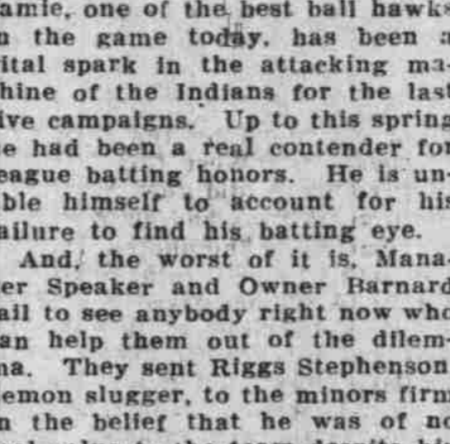 amie, one of the best ball hawks
n the game today, has been a
ital spark in the attacking ma-
hine of the Indians for the last
ive campaigns. Up to this spring
e had been a real contender for
eague batting honors. He is un-
ble himself to account for his
ailure to find his batting eye.
And, the worst of it is, Mana-
er Speaker and Owner Barnard
ail to see anybody right now who
an help them out of the dilem-
na. They sent Riggs Stephenson
emon slugger, to the minors firm
n the belief that he was of no